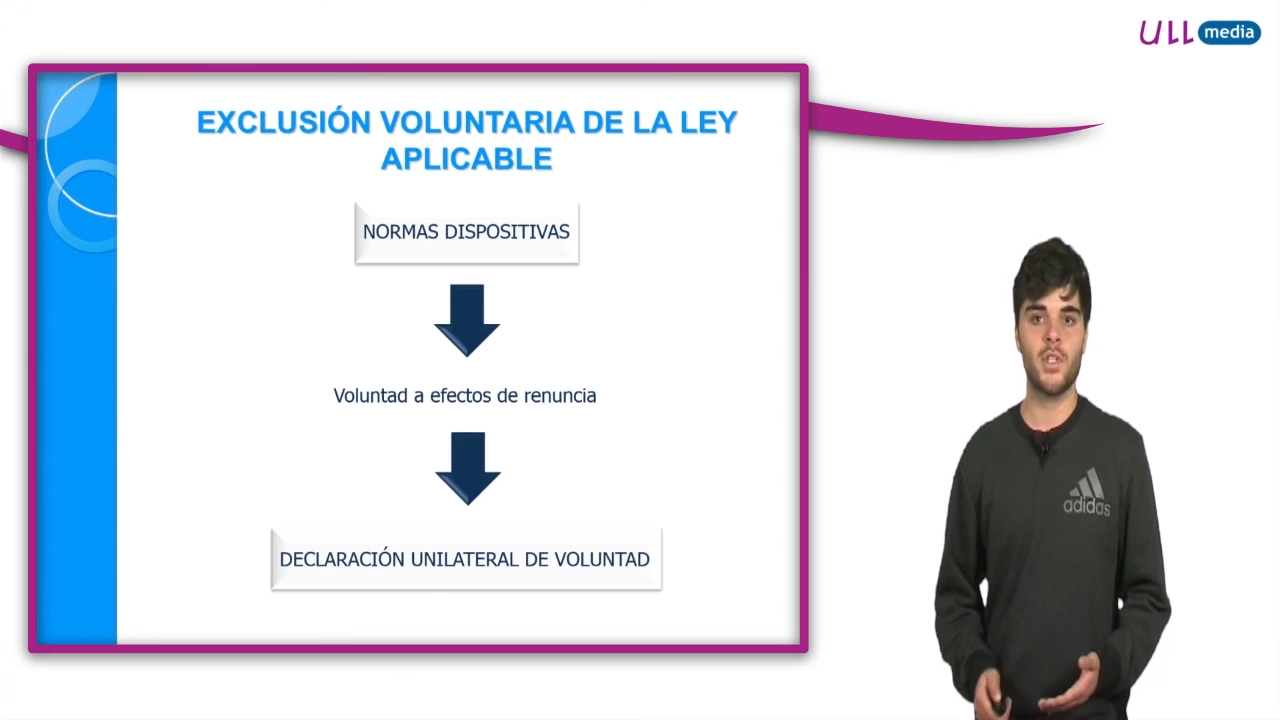 ULL media
EXCLUSIÓN VOLUNTARIA DE LA LEY
APLICABLE
NORMAS DISPOSITIVAS
Voluntad a efectos de renuncia
DECLARACIÓN UNILATERAL DE VOLUNTAD
adidas